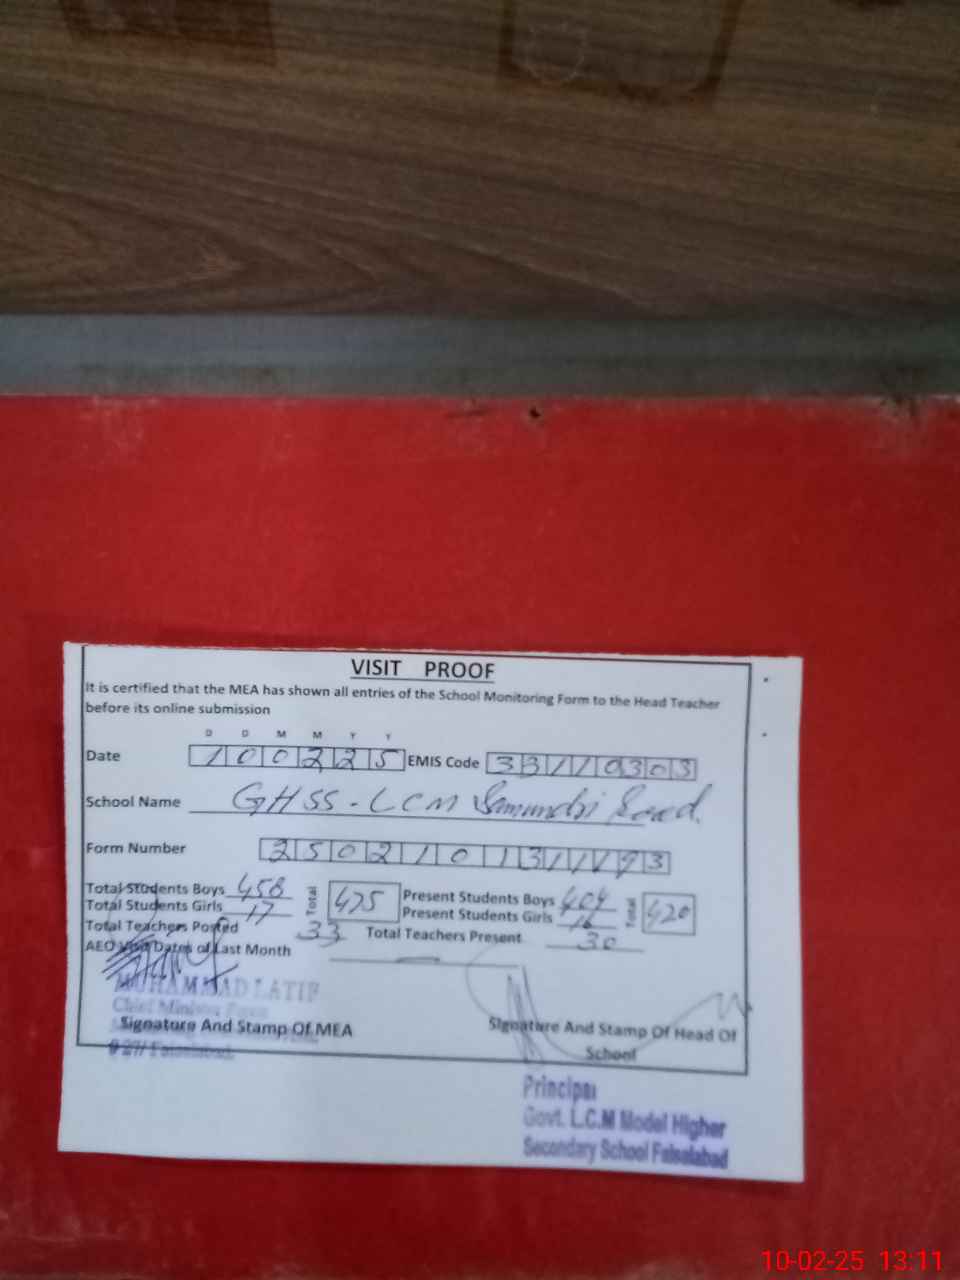 VISIT PROOF
It is certified that the MEA has shown all entries of the School Monitoring Form to the Head Teacher
before its online submission
D D M M Y Y
Date 1 0 0 2 2 5 EMIS Code 3 3 1 1 0 3 0 3
School Name GHSS-LCM Samundri Road.
Form Number 2 5 0 2 1 0 1 3 1 1 1 9 3
Total Students Boys 458 Total 475 Present Students Boys 404 Total 420
Total Students Girls 17 Present Students Girls 16
Total Teachers Posted 33 Total Teachers Present 30
AEO Visit Dates of Last Month
MUHAMMAD LATIF
Signature And Stamp Of MEA
Signature And Stamp Of Head Of
School
Faisalabad.
Principal
Govt. L.C.M Model Higher
Secondary School Faisalabad
10-02-25 13:11